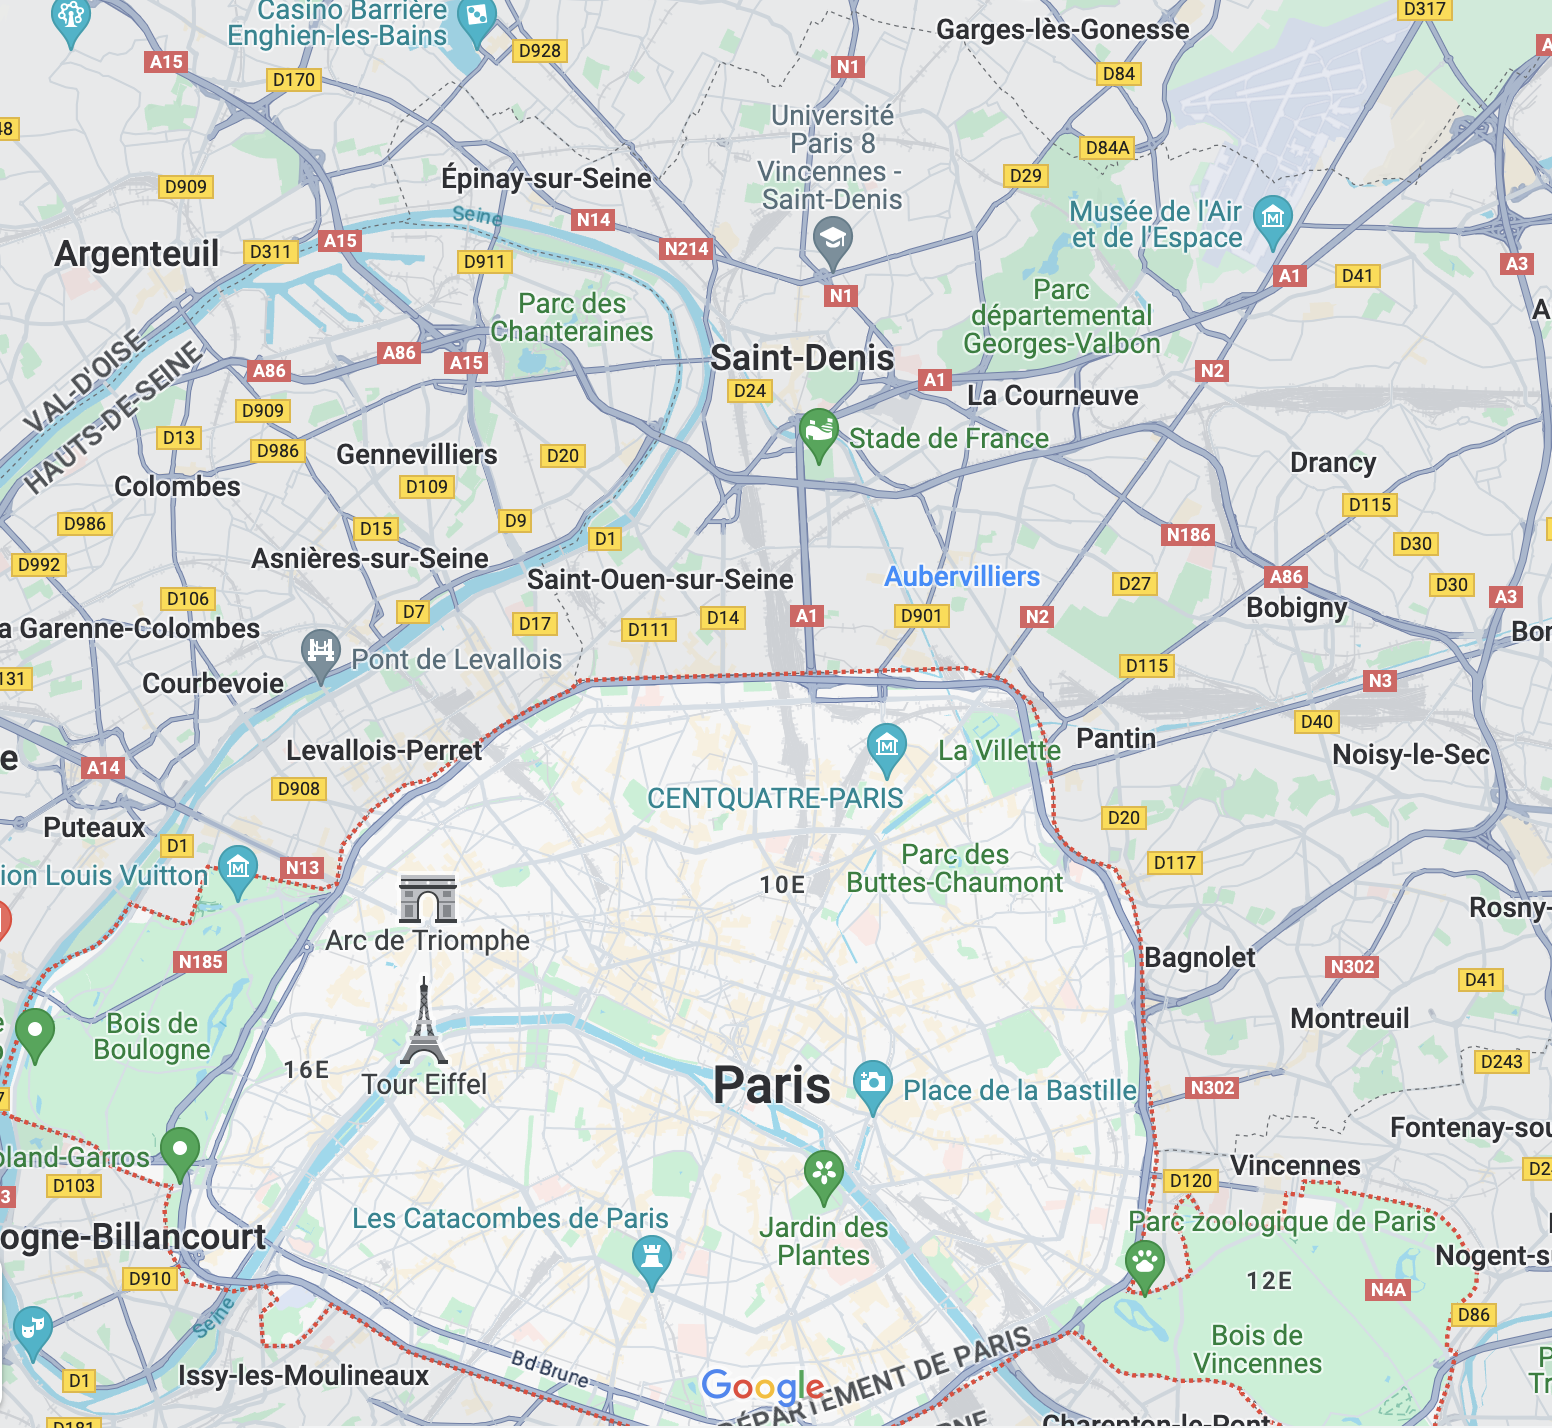 Casino Barrière
Enghien-les-Bains
Garges-lès-Gonesse
D317
A15
D170
D928
N1
D84
Université
Paris 8
Vincennes -
Saint-Denis
D84A
D909
Épinay-sur-Seine
D29
Seine
N14
Musée de l'Air
et de l'Espace
Argenteuil
D311
A15
D911
N214
A1
D41
A3
N1
Parc des
Chanteraines
Parc
départemental
Georges-Valbon
VAL-D'OISE
HAUTS-DE-SEINE
A86
A86
A15
Saint-Denis
D24
A1
La Courneuve
N2
D909
D13
D986
Stade de France
Gennevilliers
D20
Drancy
Colombes
D109
D115
D986
D15
D9
D1
N186
D30
D992
Asnières-sur-Seine
Saint-Ouen-sur-Seine
Aubervilliers
D27
A86
D30
A3
D106
D7
D17
D111
D14
A1
D901
N2
Bobigny
a Garenne-Colombes
Bon
131
Pont de Levallois
D115
N3
Courbevoie
Levallois-Perret
La Villette
Pantin
D40
Noisy-le-Sec
A14
D908
CENTQUATRE-PARIS
D20
Puteaux
D1
N13
ion Louis Vuitton
Parc des
Buttes-Chaumont
D117
10E
Rosny-
Arc de Triomphe
N185
Bagnolet
N302
D41
Bois de
Boulogne
Montreuil
16E
Tour Eiffel
Paris
Place de la Bastille
N302
D243
Fontenay-sou
oland-Garros
D103
D120
Vincennes
Les Catacombes de Paris
Jardin des
Plantes
Parc zoologique de Paris
ogne-Billancourt
Nogent-s
D910
12E
N4A
Seine
D86
Bois de
Vincennes
Issy-les-Moulineaux
D1
Bd Brune
Google
DÉPARTEMENT DE PARIS
Charenton-le-Pont
D181